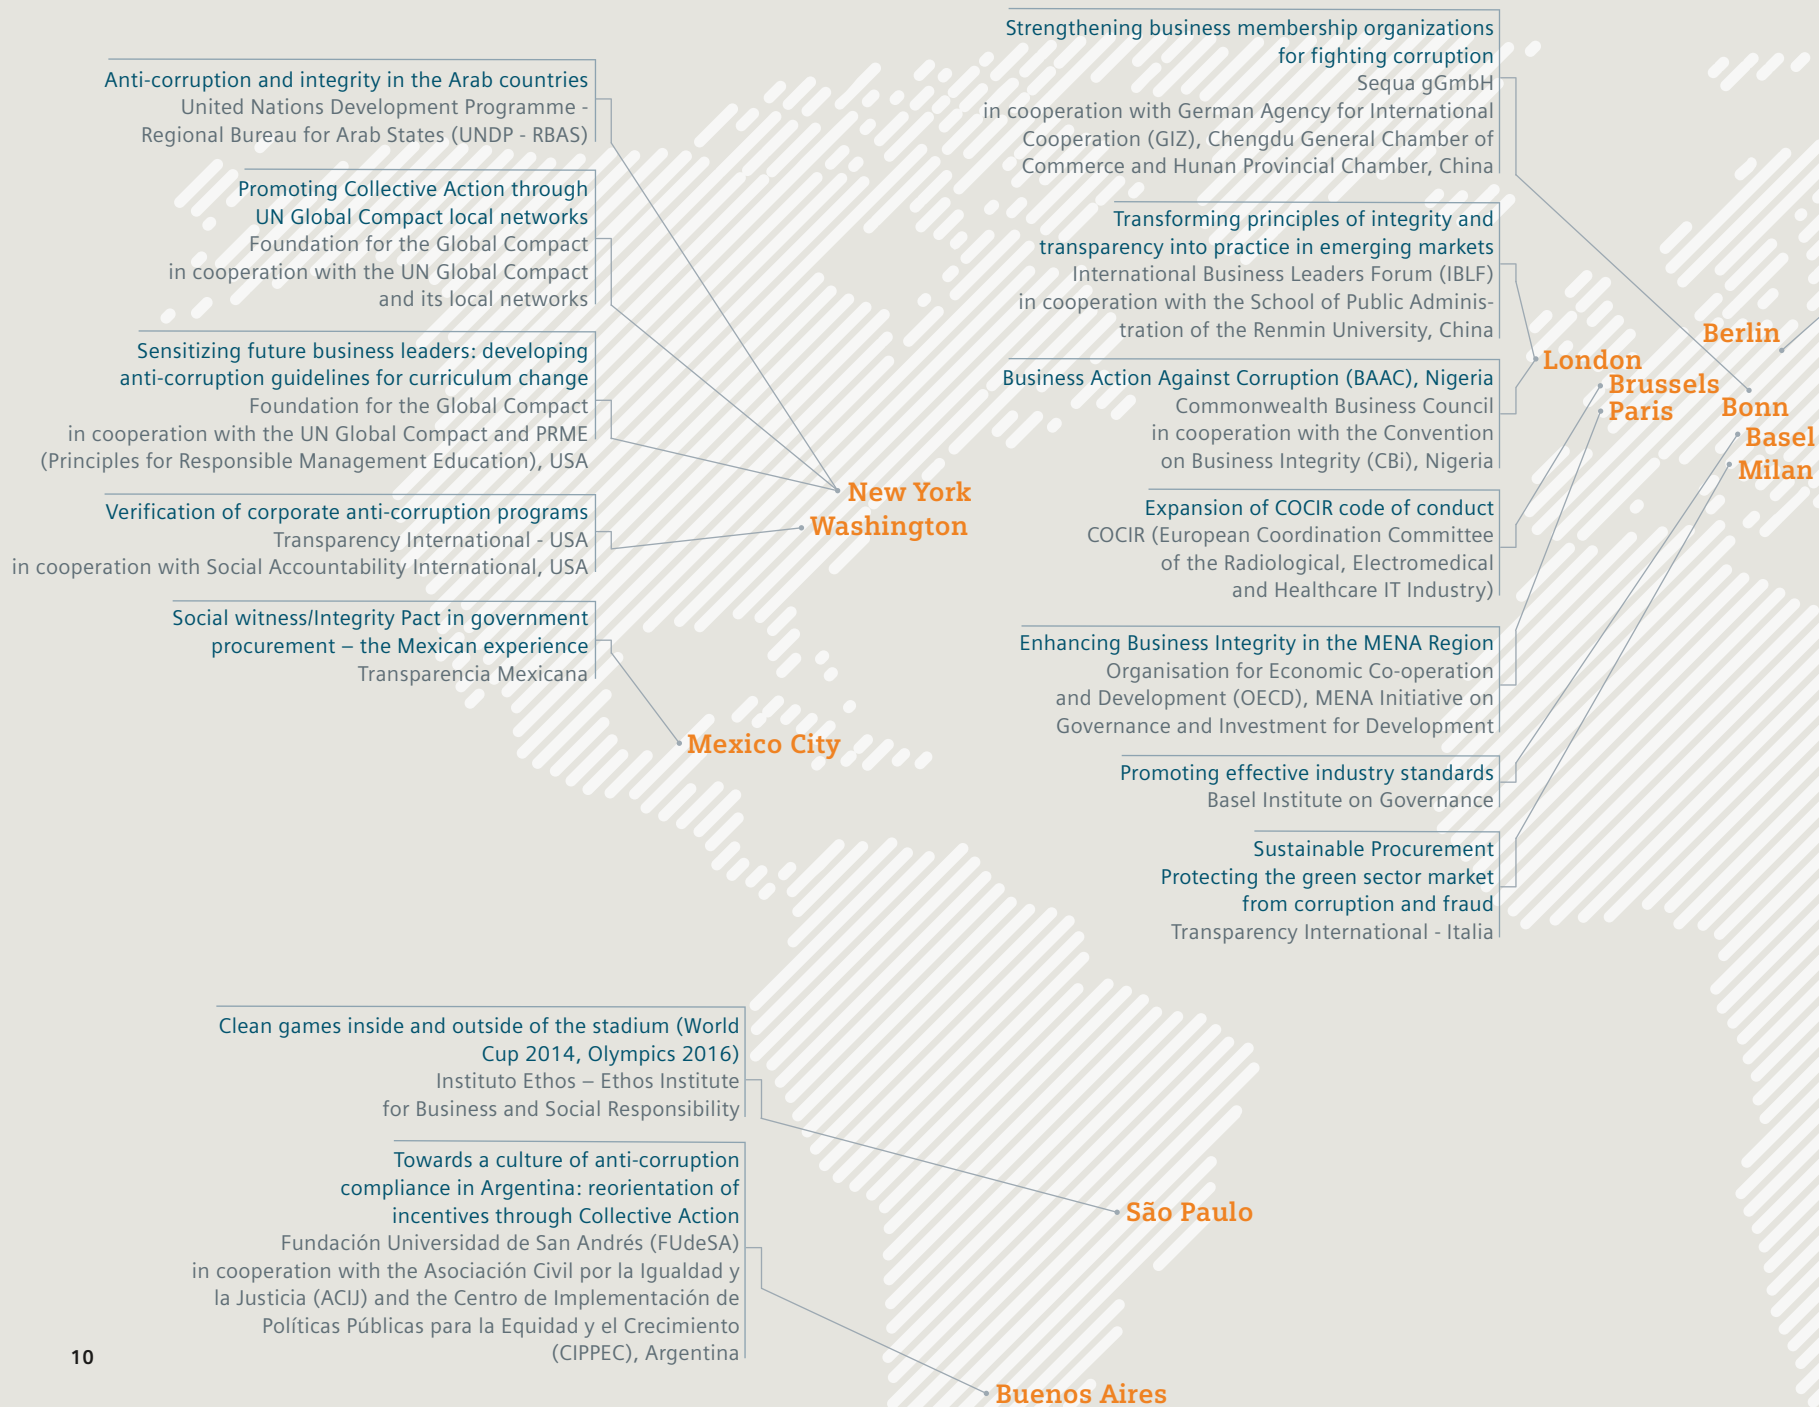 Anti-corruption and integrity in the Arab countries
United Nations Development Programme -
Regional Bureau for Arab States (UNDP - RBAS)
Promoting Collective Action through
UN Global Compact local networks
Foundation for the Global Compact
in cooperation with the UN Global Compact
and its local networks
Sensitizing future business leaders: developing
anti-corruption guidelines for curriculum change
Foundation for the Global Compact
in cooperation with the UN Global Compact and PRME
(Principles for Responsible Management Education), USA
Verification of corporate anti-corruption programs
Transparency International - USA
in cooperation with Social Accountability International, USA
Social witness/Integrity Pact in government
procurement – the Mexican experience
Transparencia Mexicana
New York
Washington
Mexico City
Strengthening business membership organizations
for fighting corruption
Sequa gGmbH
in cooperation with German Agency for International
Cooperation (GIZ), Chengdu General Chamber of
Commerce and Hunan Provincial Chamber, China
Transforming principles of integrity and
transparency into practice in emerging markets
International Business Leaders Forum (IBLF)
in cooperation with the School of Public Adminis-
tration of the Renmin University, China
Business Action Against Corruption (BAAC), Nigeria
Commonwealth Business Council
in cooperation with the Convention
on Business Integrity (CBi), Nigeria
Expansion of COCIR code of conduct
COCIR (European Coordination Committee
of the Radiological, Electromedical
and Healthcare IT Industry)
Enhancing Business Integrity in the MENA Region
Organisation for Economic Co-operation
and Development (OECD), MENA Initiative on
Governance and Investment for Development
Promoting effective industry standards
Basel Institute on Governance
Sustainable Procurement
Protecting the green sector market
from corruption and fraud
Transparency International - Italia
Berlin
London
Brussels
Paris
Bonn
Basel
Milan
Clean games inside and outside of the stadium (World
Cup 2014, Olympics 2016)
Instituto Ethos – Ethos Institute
for Business and Social Responsibility
Towards a culture of anti-corruption
compliance in Argentina: reorientation of
incentives through Collective Action
Fundación Universidad de San Andrés (FUdeSA)
in cooperation with the Asociación Civil por la Igualdad y
la Justicia (ACIJ) and the Centro de Implementación de
Políticas Públicas para la Equidad y el Crecimiento
(CIPPEC), Argentina
São Paulo
Buenos Aires
10